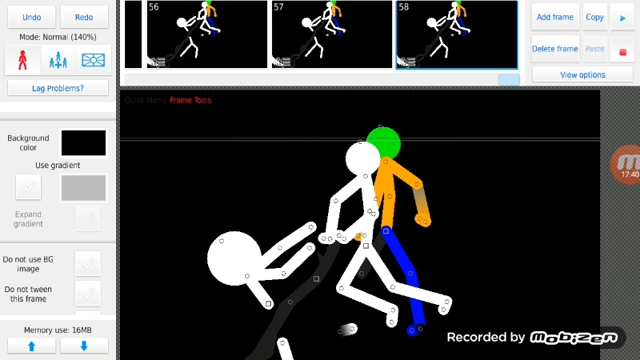 Undo Redo
Mode: Normal (140%)
Lag Problems?
Background
color
Use gradient
Expand
gradient
Do not use BG
image
Do not tween
this frame
Memory use: 16MB
56 57 58
Add frame Copy
Delete frame Paste
View options
Quick Menu Frame Tools
17:40
Recorded by Mobizen